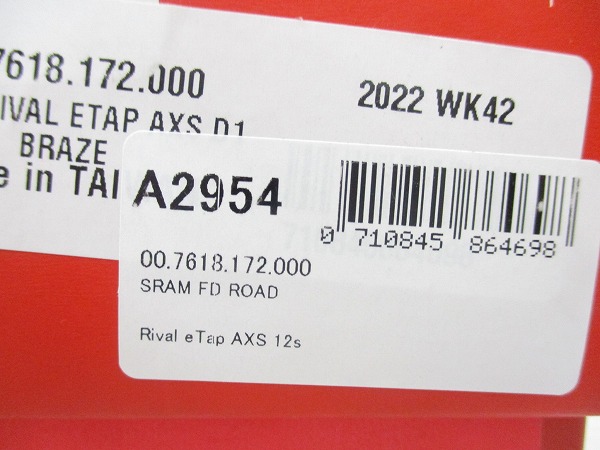 7618.172.000
2022 WK42
IVAL ETAP AXS D1
BRAZE
e in TAI
A2954
0 710845 864698
00.7618.172.000
SRAM FD ROAD
Rival eTap AXS 12s